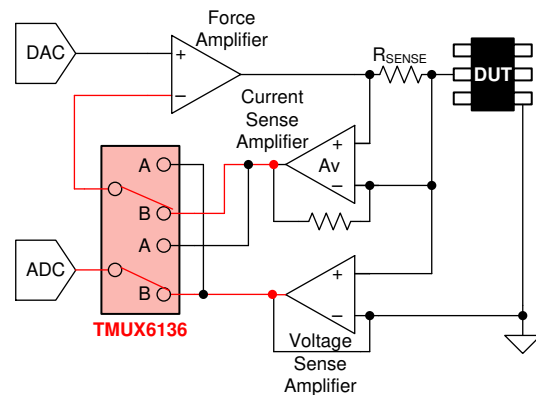 Force
Amplifier
DAC
+
−
RSENSE
DUT
Current
Sense
Amplifier
+
Av
−
A
B
A
B
ADC
TMUX6136
+
−
Voltage
Sense
Amplifier